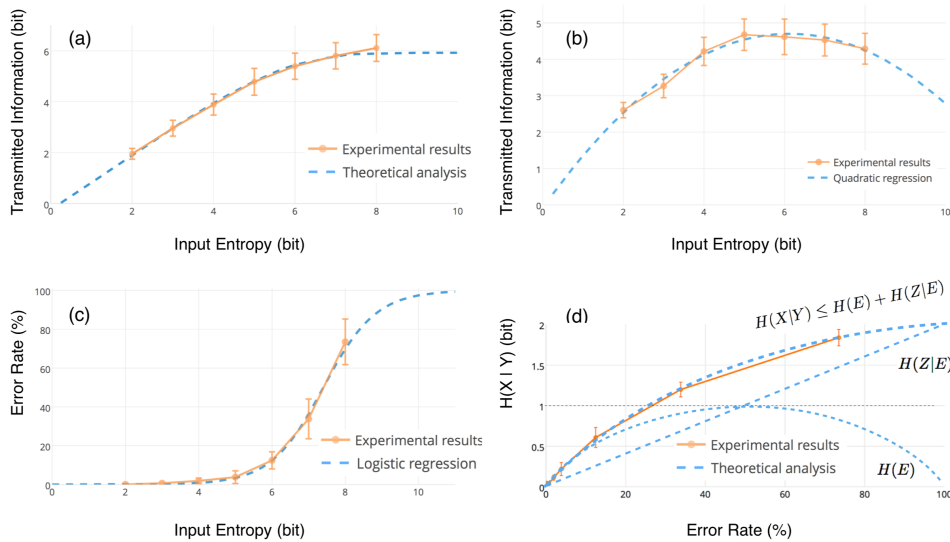 (a)
Transmitted Information (bit)
6
4
2
0
0
2
4
6
8
10
Experimental results
Theoretical analysis
Input Entropy (bit)
(b)
Transmitted Information (bit)
5
4
3
2
1
0
0
2
4
6
8
10
Experimental results
Quadratic regression
Input Entropy (bit)
(c)
Error Rate (%)
100
80
60
40
20
0
0
2
4
6
8
10
Experimental results
Logistic regression
Input Entropy (bit)
(d)
H(X|Y) ≤ H(E) + H(Z|E)
H(X | Y) (bit)
2
1.5
1
0.5
0
0
20
40
60
80
100
H(Z|E)
H(E)
Experimental results
Theoretical analysis
Error Rate (%)